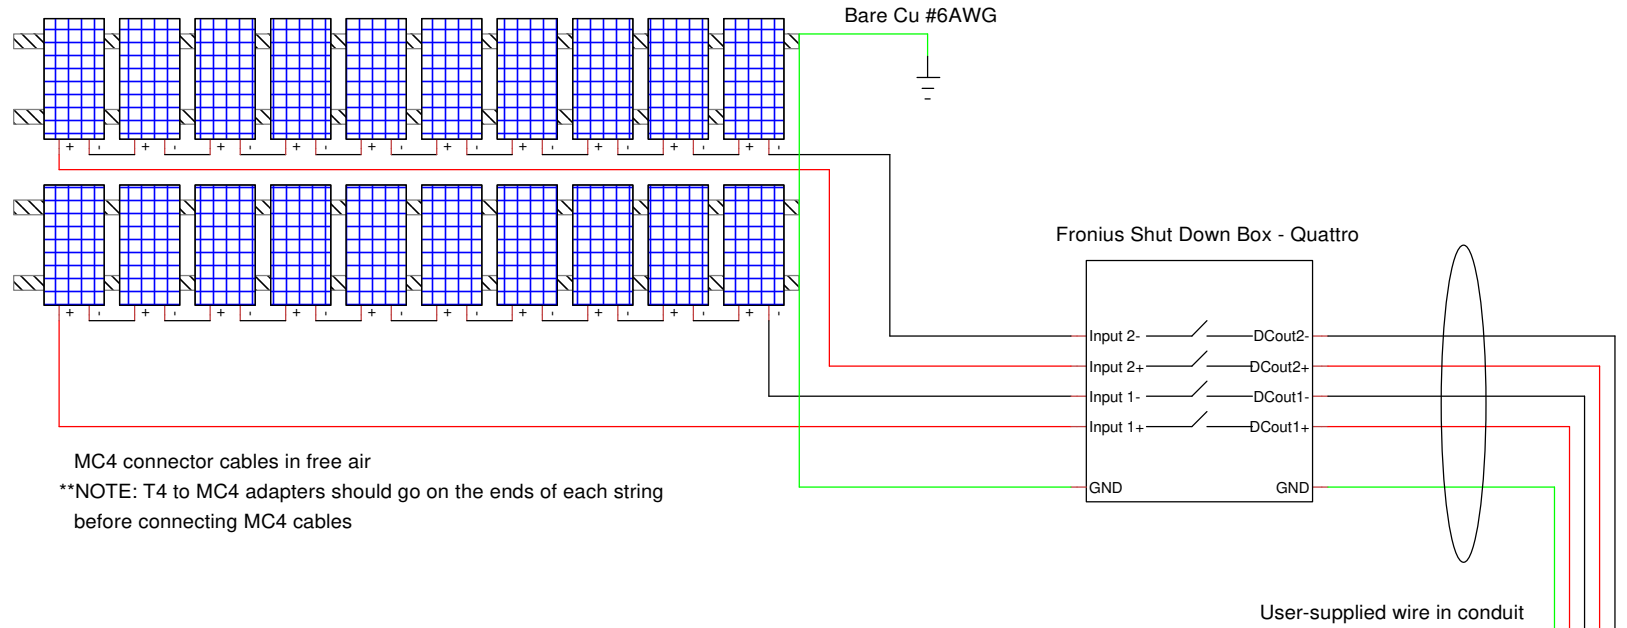 Bare Cu #6AWG
+ - + - + - + - + - + - + - + - + - + -
+ - + - + - + - + - + - + - + - + - + -
Fronius Shut Down Box - Quattro
Input 2- DCout2-
Input 2+ DCout2+
Input 1- DCout1-
Input 1+ DCout1+
GND GND
MC4 connector cables in free air
**NOTE: T4 to MC4 adapters should go on the ends of each string
before connecting MC4 cables
User-supplied wire in conduit